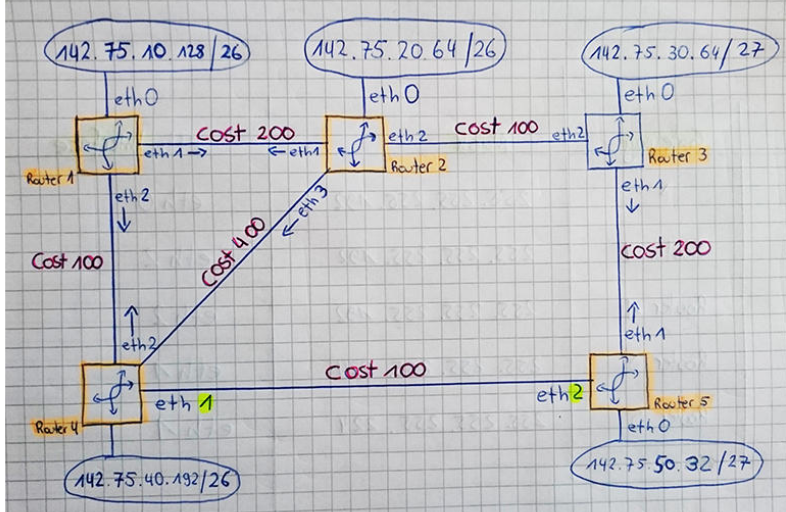 142.75.10.128/26
142.75.20.64/26
142.75.30.64/27
eth0
eth0
eth0
cost 200
cost 100
eth1
eth1
eth2
eth2
Router 1
Router 2
Router 3
eth2
eth3
eth1
Cost 100
Cost 400
cost 200
eth2
eth1
cost 100
eth 1
eth2
Router 4
Router 5
eth0
142.75.40.192/26
142.75.50.32/27